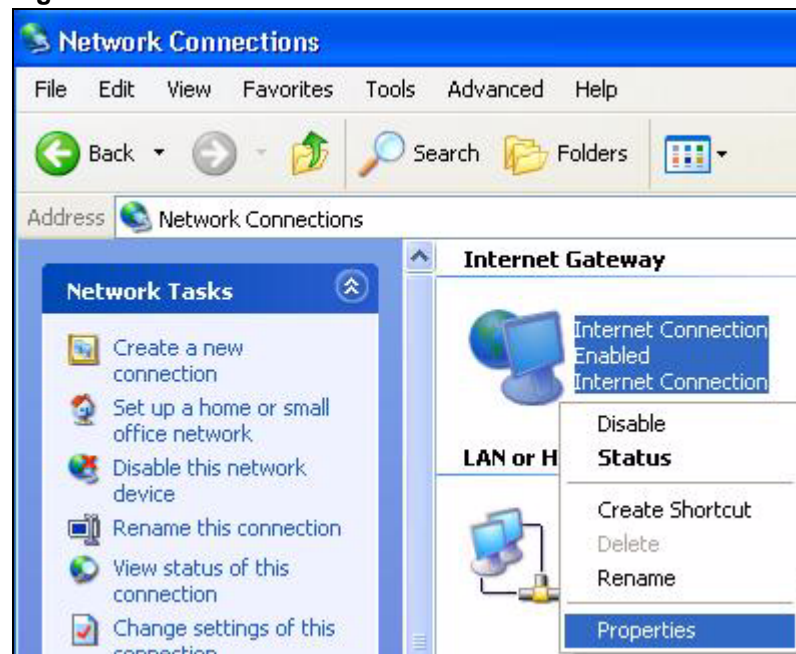 Network Connections
File Edit View Favorites Tools Advanced Help
Back Search Folders
Address Network Connections
Network Tasks
Create a new
connection
Set up a home or small
office network
Disable this network
device
Rename this connection
View status of this
connection
Change settings of this
connection
Internet Gateway
Internet Connection
Enabled
Internet Connection
LAN or H
Disable
Status
Create Shortcut
Delete
Rename
Properties